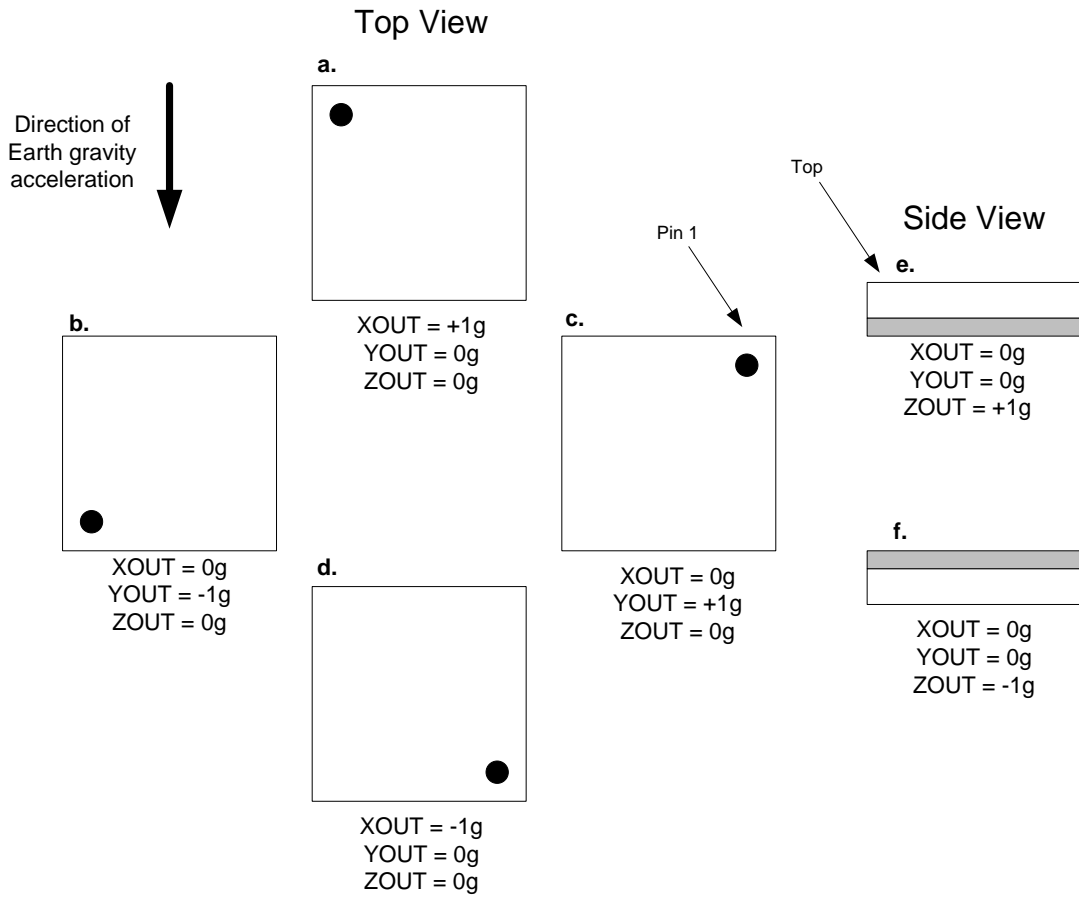 Top View
a.
Direction of
Earth gravity
acceleration
XOUT = +1g
YOUT = 0g
ZOUT = 0g
b.
XOUT = 0g
YOUT = -1g
ZOUT = 0g
Pin 1
c.
XOUT = 0g
YOUT = +1g
ZOUT = 0g
d.
XOUT = -1g
YOUT = 0g
ZOUT = 0g
Top
Side View
e.
XOUT = 0g
YOUT = 0g
ZOUT = +1g
f.
XOUT = 0g
YOUT = 0g
ZOUT = -1g